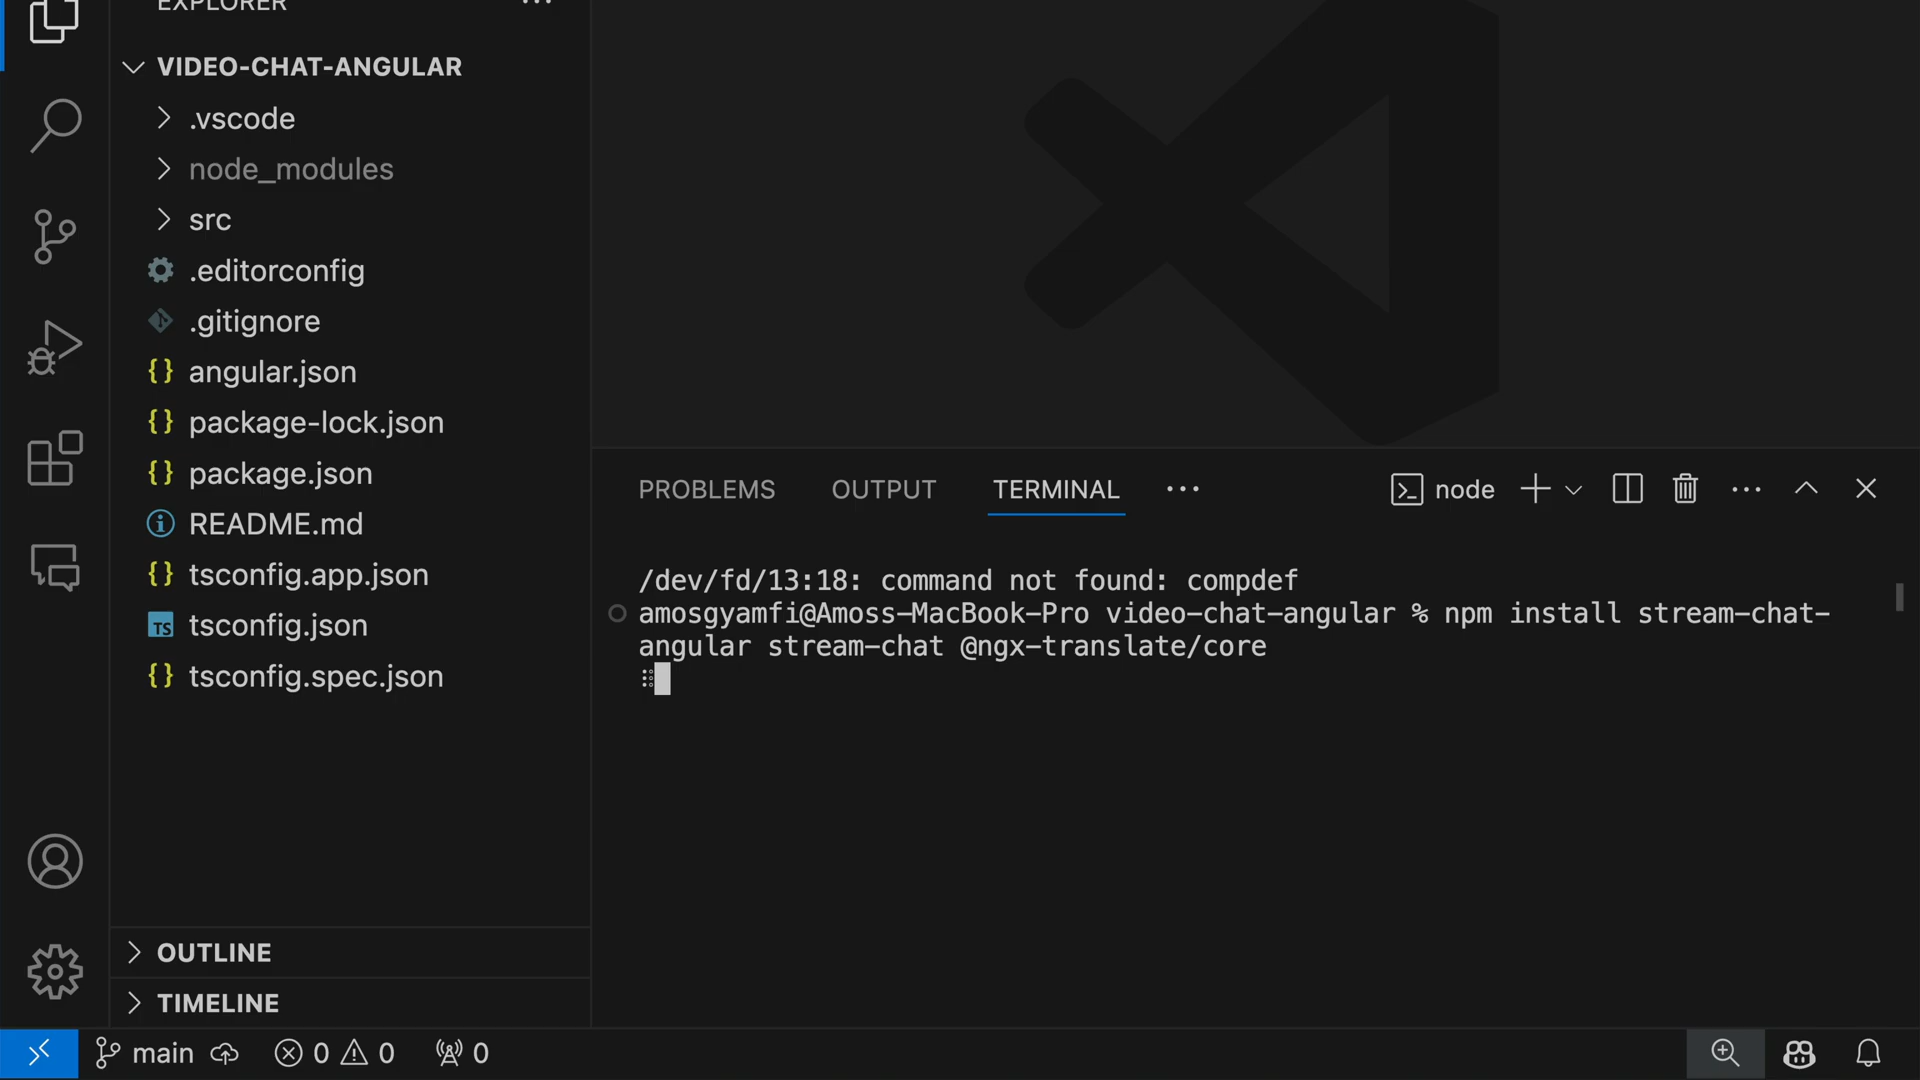 EXPLORER
VIDEO-CHAT-ANGULAR
.vscode
node_modules
src
.editorconfig
.gitignore
angular.json
package-lock.json
package.json
README.md
tsconfig.app.json
TS tsconfig.json
tsconfig.spec.json
OUTLINE
TIMELINE
PROBLEMS OUTPUT TERMINAL
node
/dev/fd/13:18: command not found: compdef
amosgyamfi@Amoss-MacBook-Pro video-chat-angular % npm install stream-chat-
angular stream-chat @ngx-translate/core
main 0 0 0